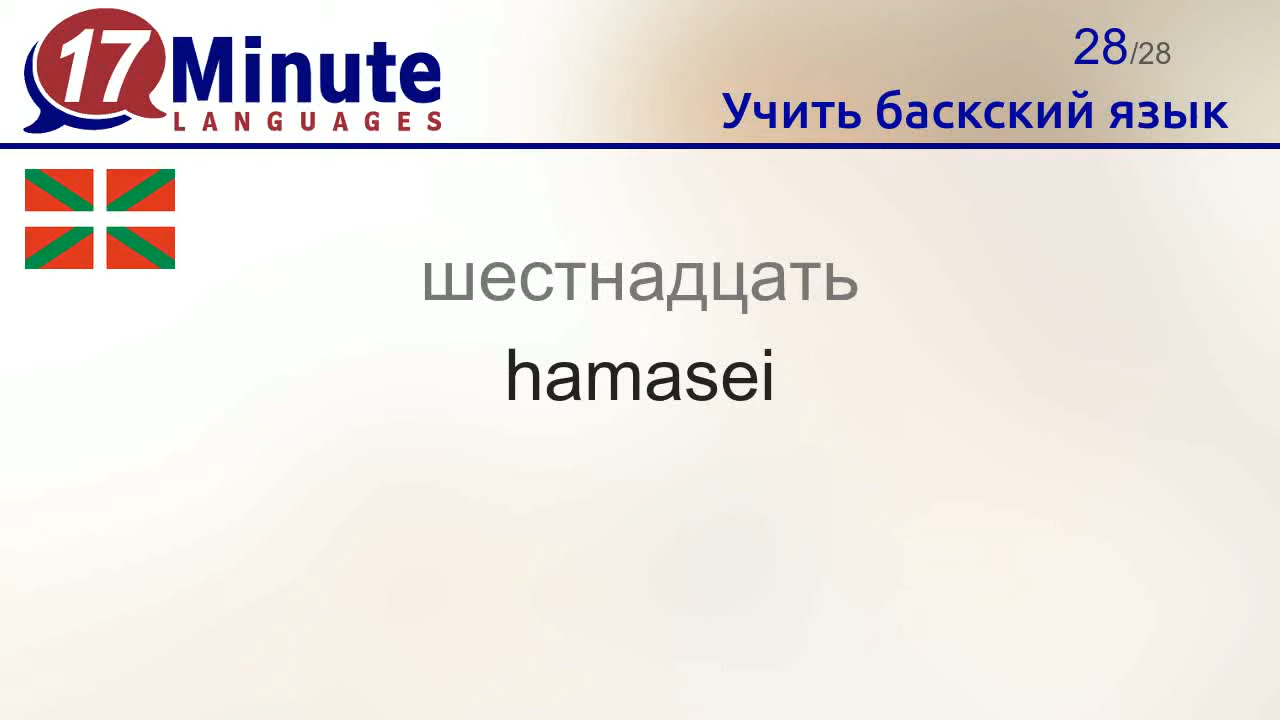 17 Minute
LANGUAGES
28/28
Учить баскский язык
шестнадцать
hamasei